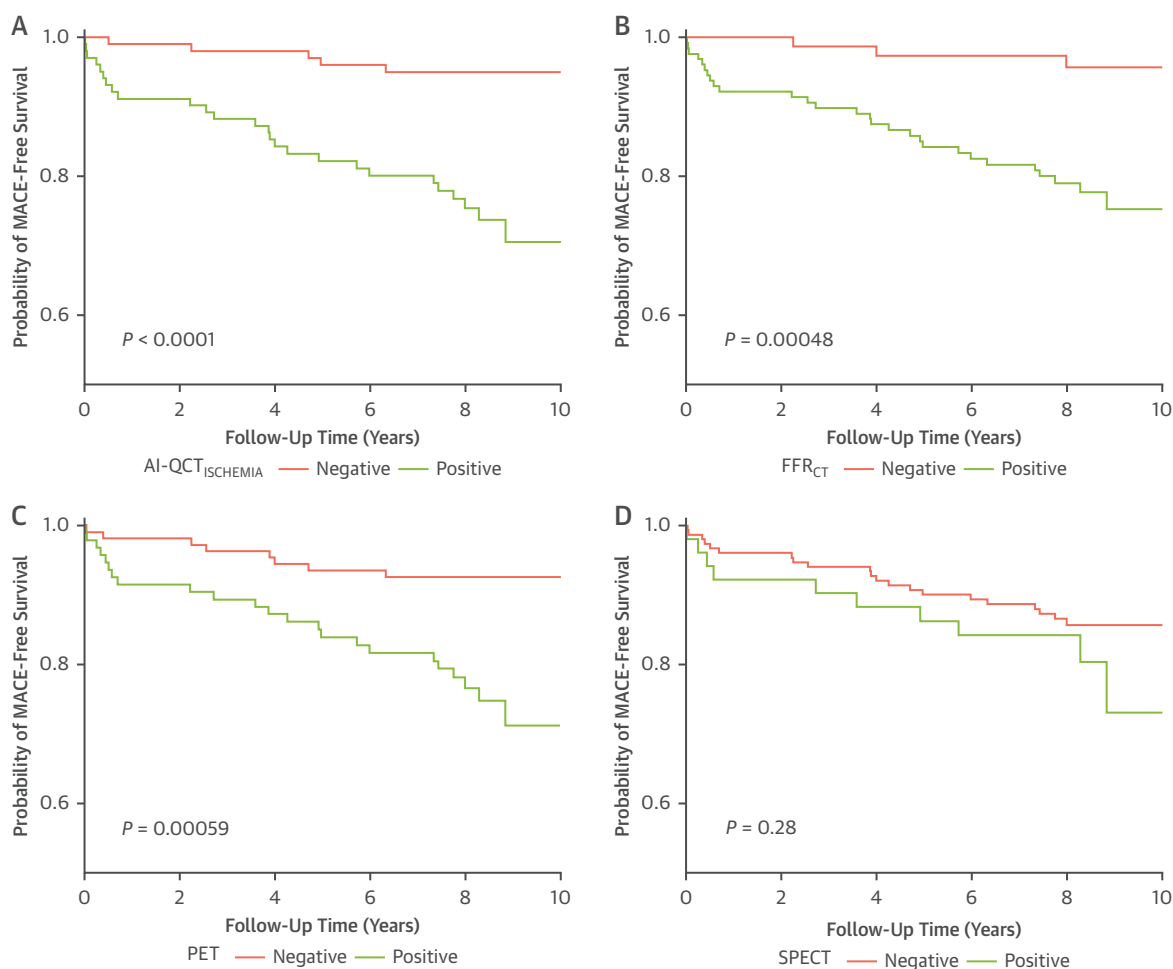 A
Probability of MACE-Free Survival
1.0
0.8
0.6
P < 0.0001
0 2 4 6 8 10
Follow-Up Time (Years)
AI-QCT_ISCHEMIA Negative Positive
B
Probability of MACE-Free Survival
1.0
0.8
0.6
P = 0.00048
0 2 4 6 8 10
Follow-Up Time (Years)
FFR_CT Negative Positive
C
Probability of MACE-Free Survival
1.0
0.8
0.6
P = 0.00059
0 2 4 6 8 10
Follow-Up Time (Years)
PET Negative Positive
D
Probability of MACE-Free Survival
1.0
0.8
0.6
P = 0.28
0 2 4 6 8 10
Follow-Up Time (Years)
SPECT Negative Positive